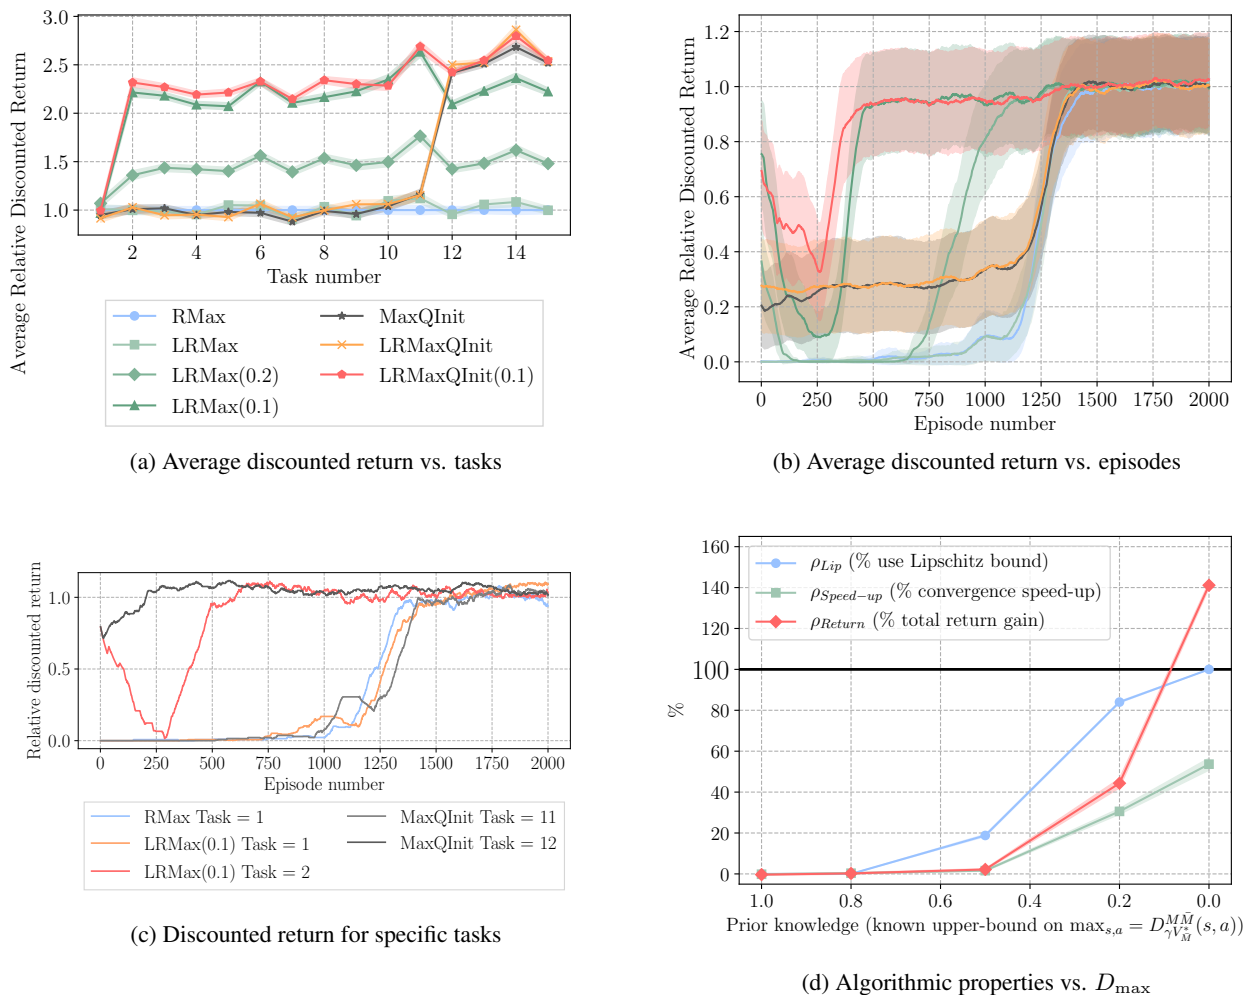 Average Relative Discounted Return
3.0
2.5
2.0
1.5
1.0
2 4 6 8 10 12 14
Task number
RMax
LRMax
LRMax(0.2)
LRMax(0.1)
MaxQInit
LRMaxQInit
LRMaxQInit(0.1)
(a) Average discounted return vs. tasks
Average Relative Discounted Return
1.2
1.0
0.8
0.6
0.4
0.2
0.0
0 250 500 750 1000 1250 1500 1750 2000
Episode number
(b) Average discounted return vs. episodes
Relative discounted return
1.0
0.5
0.0
0 250 500 750 1000 1250 1500 1750 2000
Episode number
RMax Task = 1
LRMax(0.1) Task = 1
LRMax(0.1) Task = 2
MaxQInit Task = 11
MaxQInit Task = 12
(c) Discounted return for specific tasks
%
160
140
120
100
80
60
40
20
0
ρ_Lip (% use Lipschitz bound)
ρ_Speed−up (% convergence speed-up)
ρ_Return (% total return gain)
1.0 0.8 0.6 0.4 0.2 0.0
Prior knowledge (known upper-bound on max_{s,a} = D^{MM̄}_{γV*_{M̄}}(s, a))
(d) Algorithmic properties vs. D_max